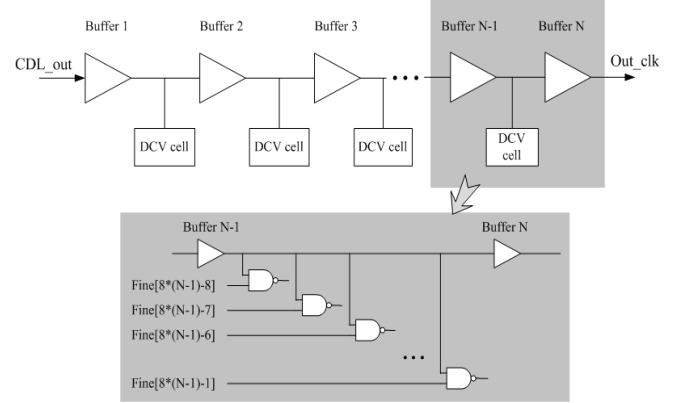 Buffer 1
Buffer 2
Buffer 3
Buffer N-1
Buffer N
CDL_out
Out_clk
DCV cell
DCV cell
DCV cell
DCV
cell
Buffer N-1
Buffer N
Fine[8*(N-1)-8]
Fine[8*(N-1)-7]
Fine[8*(N-1)-6]
Fine[8*(N-1)-1]